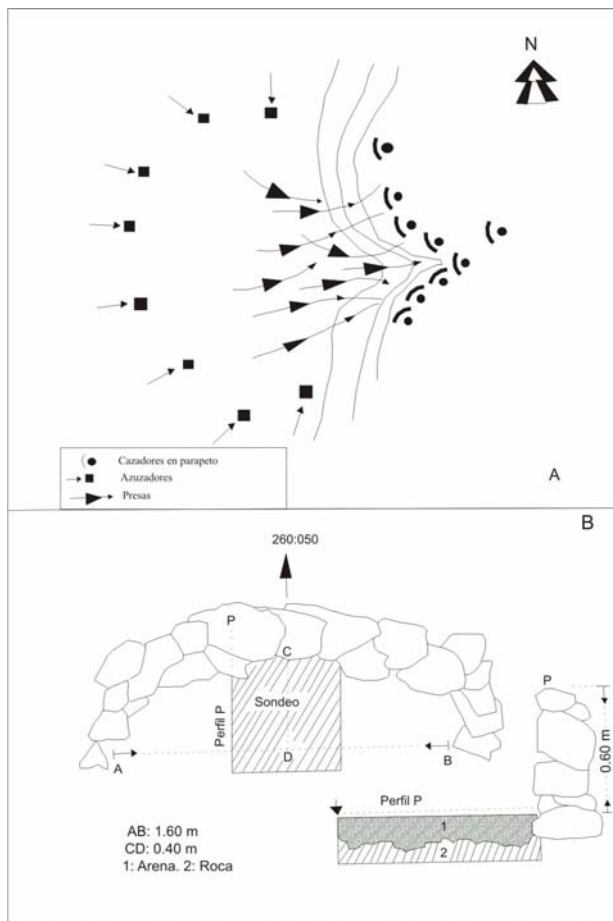 N
Cazadores en parapeto
Azuzadores
Presas
A
B
260:050
P
C
Sondeo
Perfil P
D
A
B
P
0.60 m
Perfil P
1
2
AB: 1.60 m
CD: 0.40 m
1: Arena. 2: Roca